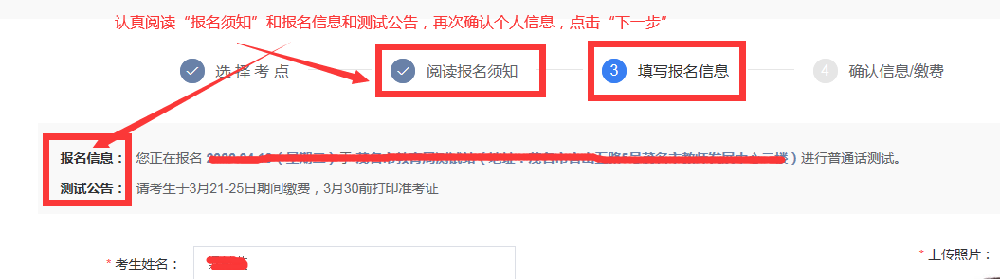 认真阅读“报名须知”和报名信息和测试公告，再次确认个人信息，点击“下一步”
选择考点
阅读报名须知
3 填写报名信息
4 确认信息/缴费
报名信息： 您正在报名 ）进行普通话测试。
测试公告： 请考生于3月21-25日期间缴费，3月30前打印准考证
* 考生姓名：
* 上传照片：